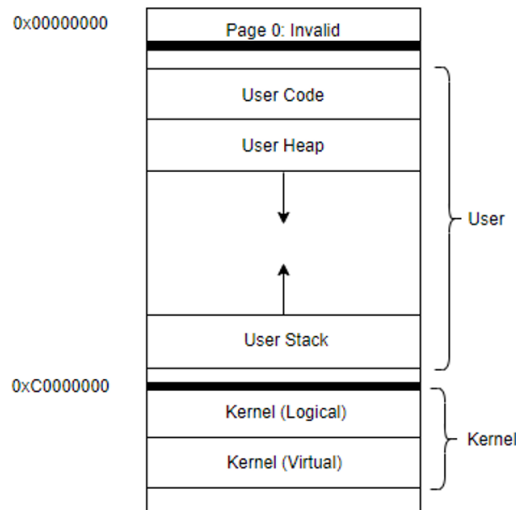 0x00000000
Page 0: Invalid
User Code
User Heap
User
User Stack
0xC0000000
Kernel (Logical)
Kernel
Kernel (Virtual)